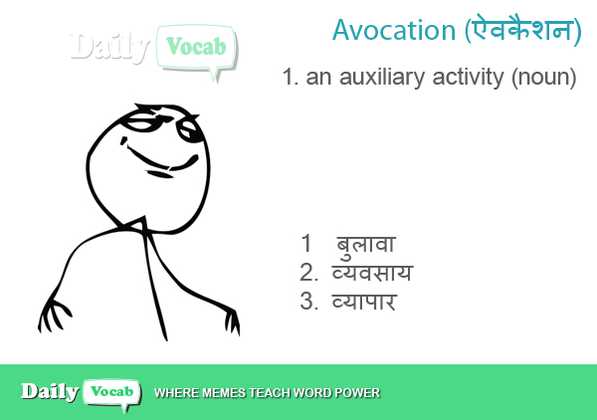 Daily Vocab
Avocation (ऐवकैशन)
1. an auxiliary activity (noun)
1 बुलावा
2. व्यवसाय
3. व्यापार
Daily Vocab WHERE MEMES TEACH WORD POWER